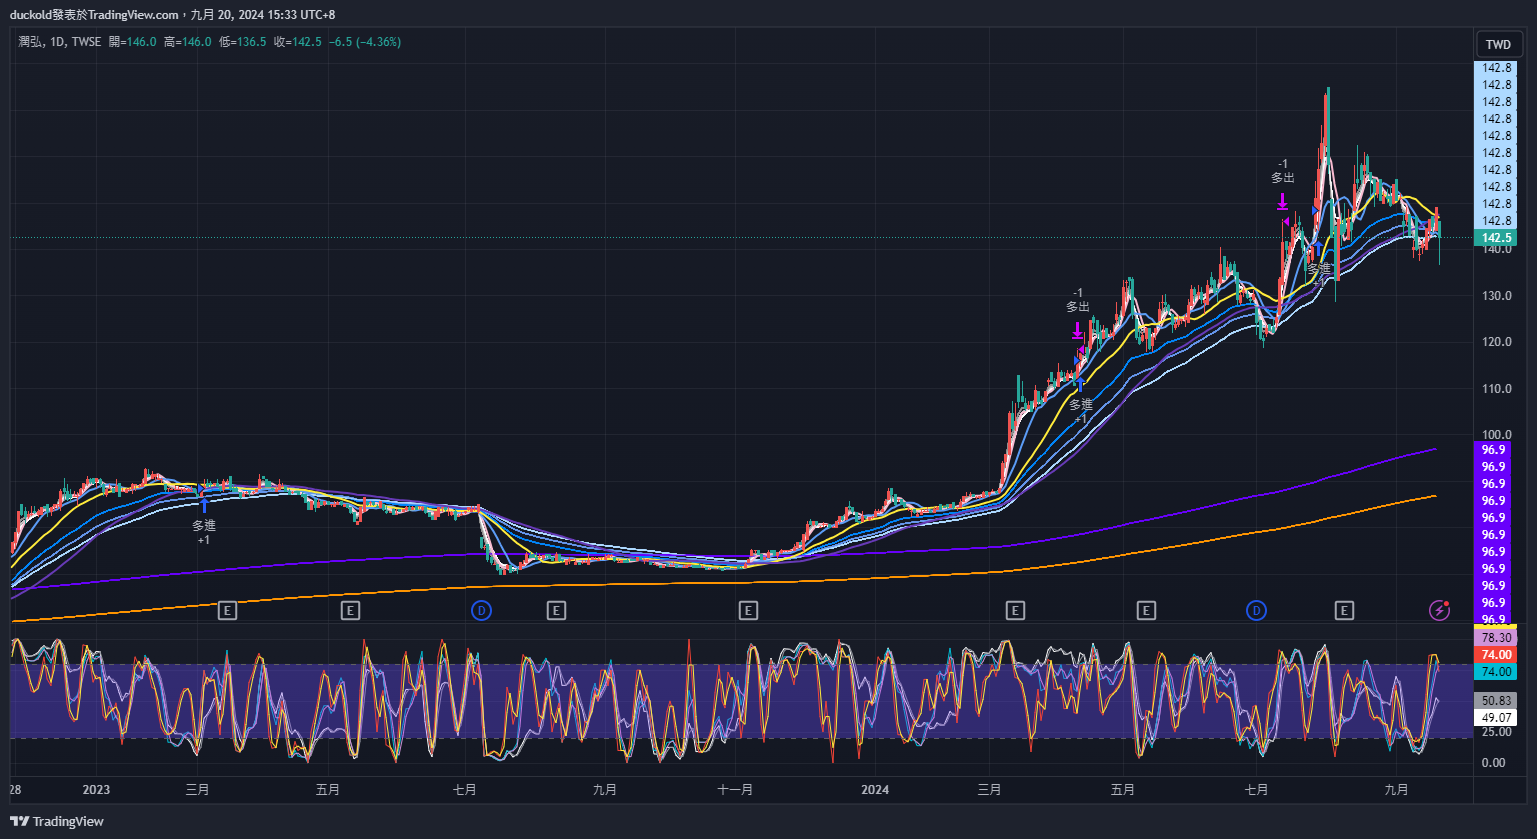 duckold發表於TradingView.com，九月 20, 2024 15:33 UTC+8
潤弘, 1D, TWSE 開=146.0 高=146.0 低=136.5 收=142.5 −6.5 (−4.36%)
TWD
142.8
142.8
142.8
142.8
142.8
142.8
142.8
142.8
142.8
142.8
142.5
140.0
130.0
120.0
110.0
100.0
96.9
96.9
96.9
96.9
96.9
96.9
96.9
96.9
96.9
96.9
96.9
78.30
74.00
74.00
50.83
49.07
25.00
0.00
-1
多出
多進
+1
-1
多出
多進
+1
多進
+1
E
E
D
E
E
E
E
D
E
28
2023
三月
五月
七月
九月
十一月
2024
三月
五月
七月
九月
TradingView